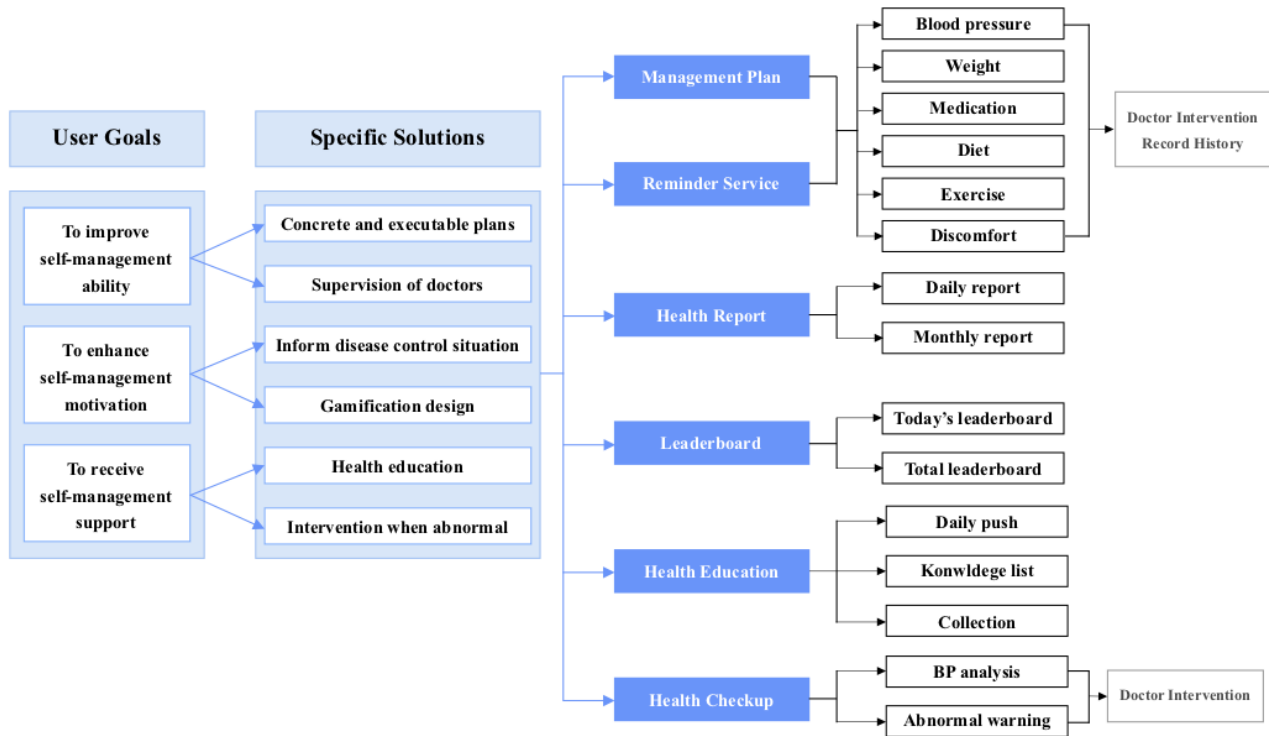 User Goals
To improve
self-management
ability
To enhance
self-management
motivation
To receive
self-management
support
Specific Solutions
Concrete and executable plans
Supervision of doctors
Inform disease control situation
Gamification design
Health education
Intervention when abnormal
Management Plan
Reminder Service
Health Report
Leaderboard
Health Education
Health Checkup
Blood pressure
Weight
Medication
Diet
Exercise
Discomfort
Daily report
Monthly report
Today's leaderboard
Total leaderboard
Daily push
Konwldege list
Collection
BP analysis
Abnormal warning
Doctor Intervention
Record History
Doctor Intervention